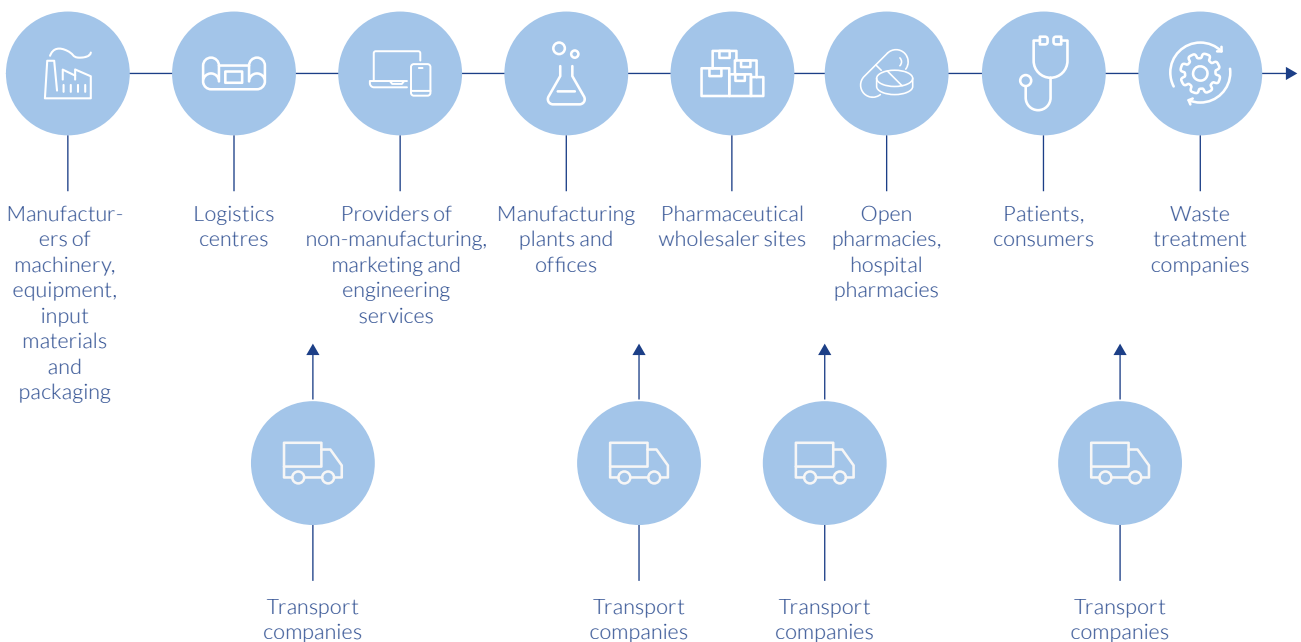 Manufactur-
ers of
machinery,
equipment,
input
materials
and
packaging
Logistics
centres
Providers of
non-manufacturing,
marketing and
engineering
services
Manufacturing
plants and
offices
Pharmaceutical
wholesaler sites
Open
pharmacies,
hospital
pharmacies
Patients,
consumers
Waste
treatment
companies
Transport
companies
Transport
companies
Transport
companies
Transport
companies